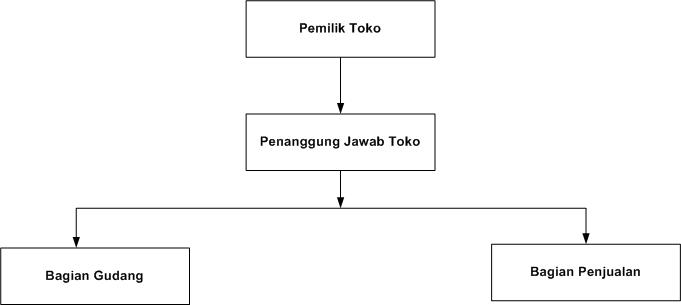 Pemilik Toko
Penanggung Jawab Toko
Bagian Gudang
Bagian Penjualan